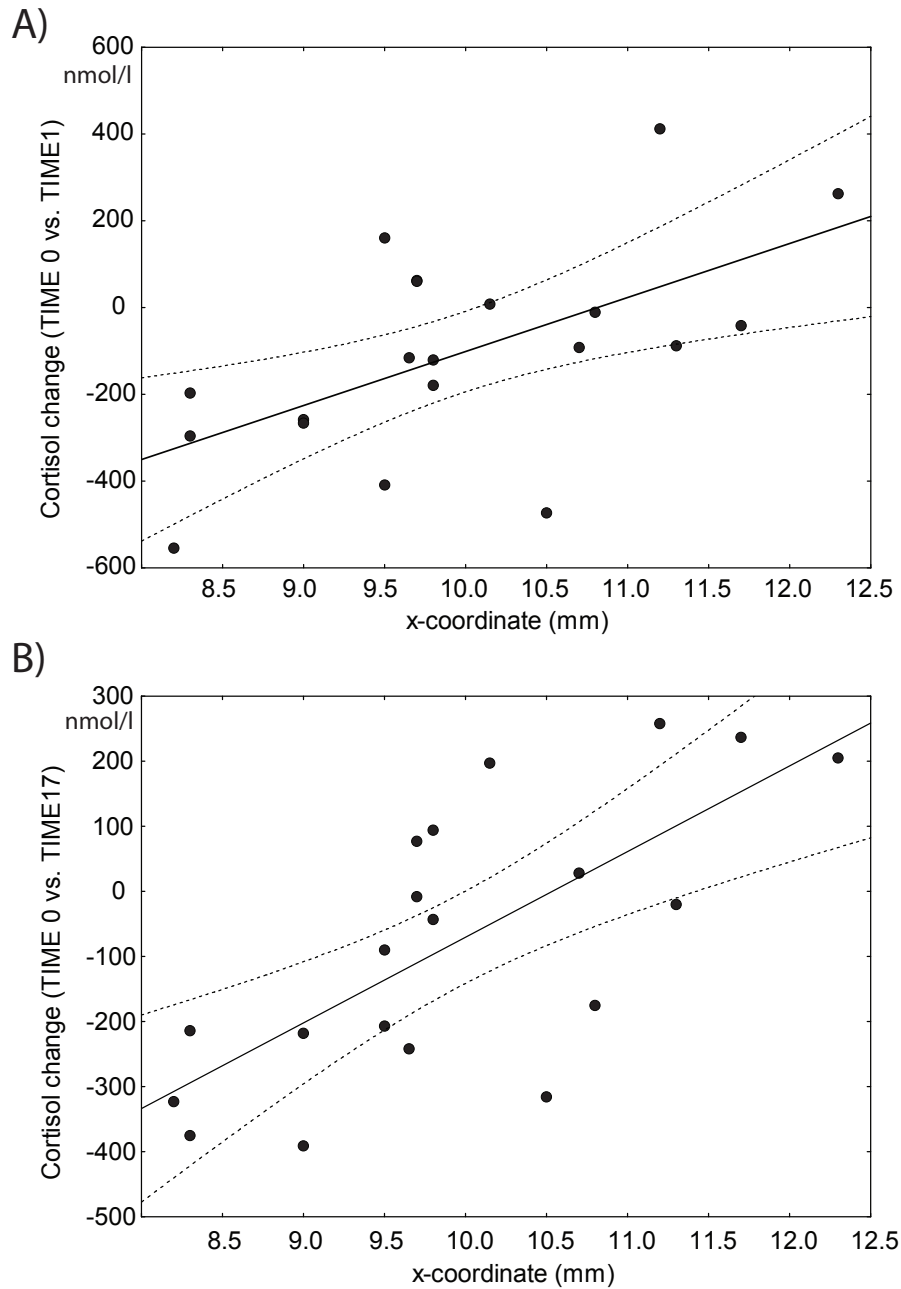 A)
600
nmol/l
400
200
0
-200
-400
-600
Cortisol change (TIME 0 vs. TIME1)
8.5 9.0 9.5 10.0 10.5 11.0 11.5 12.0 12.5
x-coordinate (mm)
B)
300
nmol/l
200
100
0
-100
-200
-300
-400
-500
Cortisol change (TIME 0 vs. TIME17)
8.5 9.0 9.5 10.0 10.5 11.0 11.5 12.0 12.5
x-coordinate (mm)